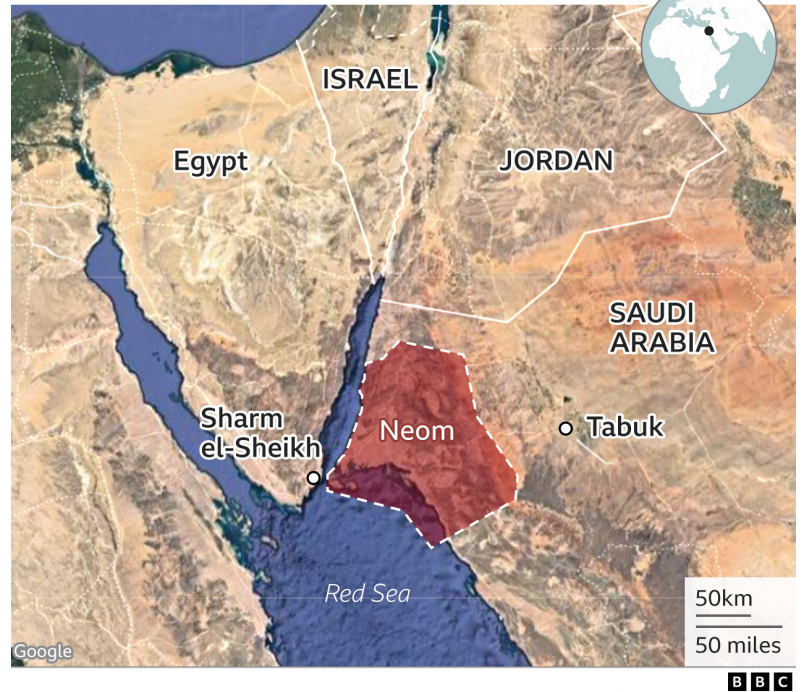 ISRAEL
Egypt
JORDAN
SAUDI
ARABIA
Sharm
el-Sheikh
Neom
Tabuk
Red Sea
50km
50 miles
Google
BBC